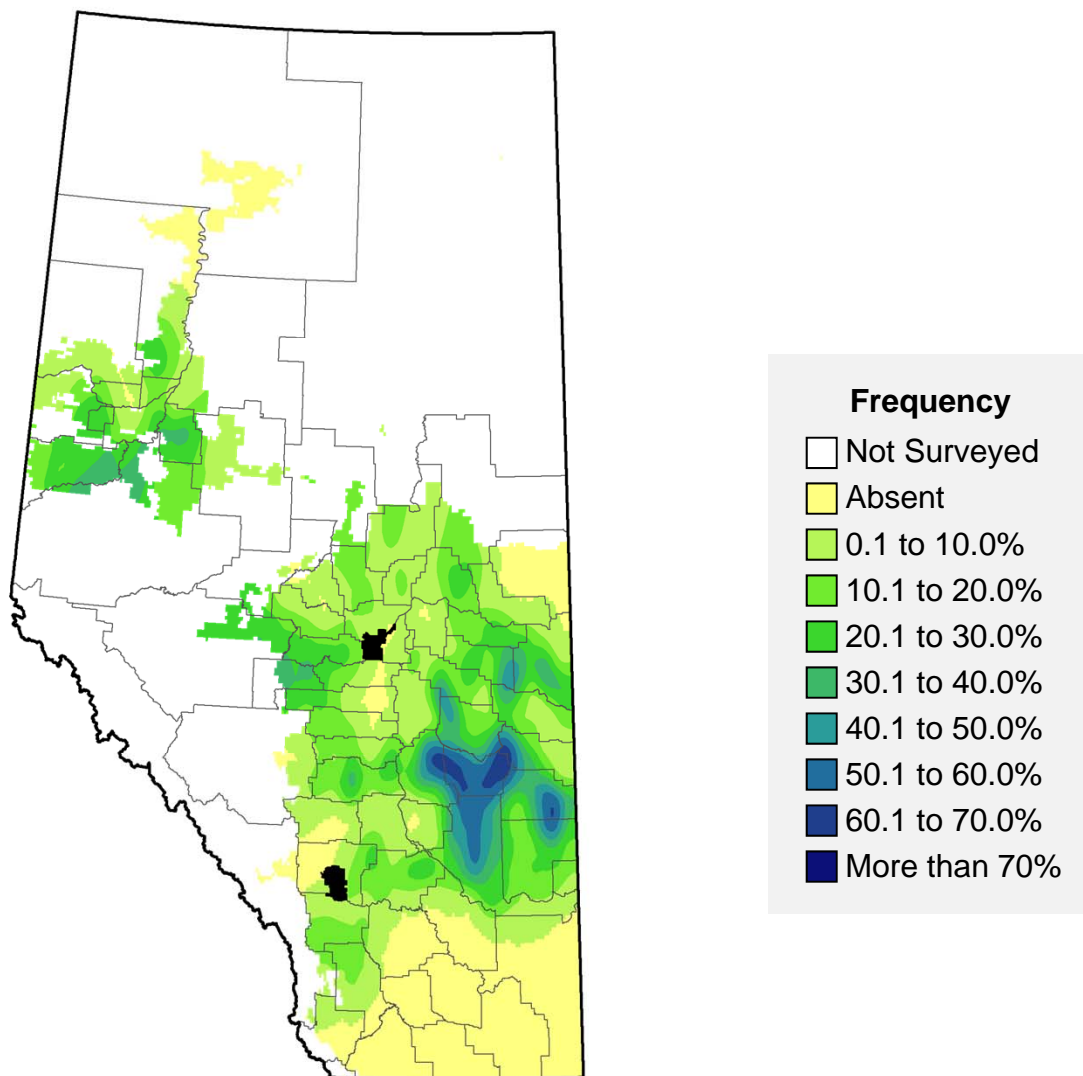 Frequency
Not Surveyed
Absent
0.1 to 10.0%
10.1 to 20.0%
20.1 to 30.0%
30.1 to 40.0%
40.1 to 50.0%
50.1 to 60.0%
60.1 to 70.0%
More than 70%